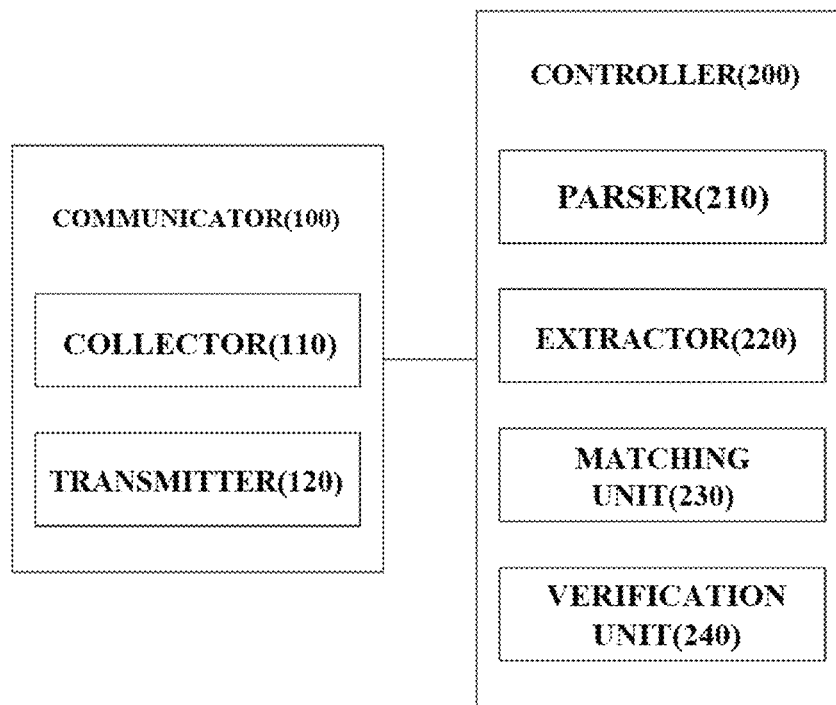 COMMUNICATOR(100)
COLLECTOR(110)
TRANSMITTER(120)
CONTROLLER(200)
PARSER(210)
EXTRACTOR(220)
MATCHING
UNIT(230)
VERIFICATION
UNIT(240)